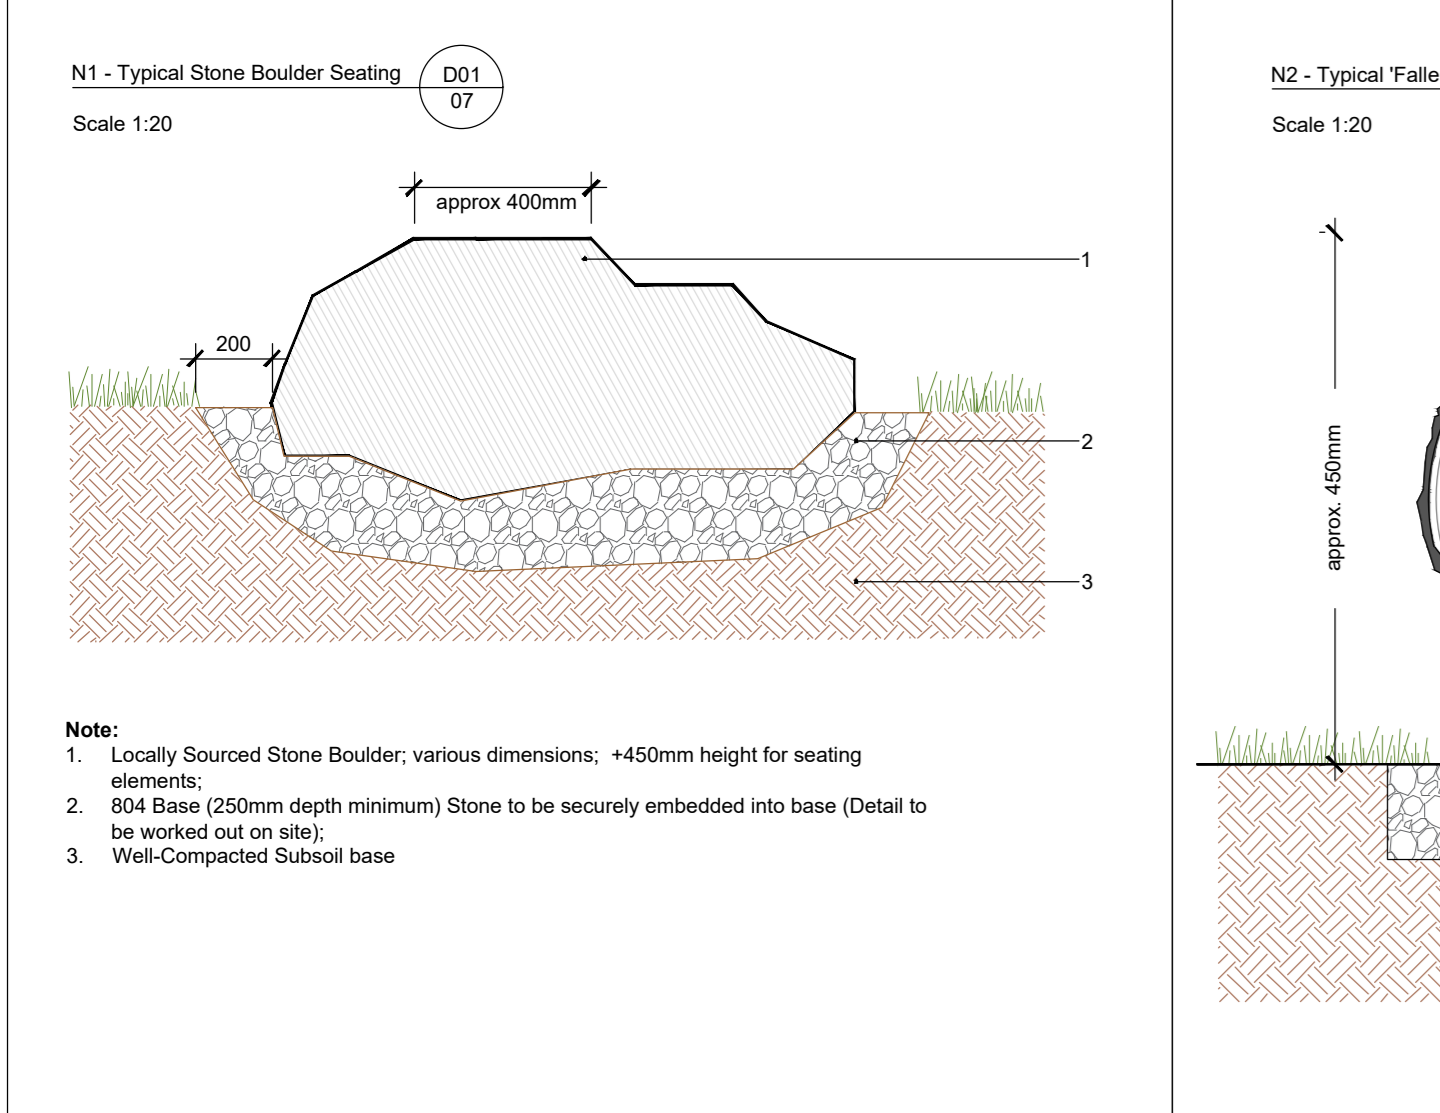 N1 - Typical Stone Boulder Seating
D01
07
Scale 1:20
approx 400mm
1
200
2
3
Note:
1. Locally Sourced Stone Boulder; various dimensions; +450mm height for seating
elements;
2. 804 Base (250mm depth minimum) Stone to be securely embedded into base (Detail to
be worked out on site);
3. Well-Compacted Subsoil base
N2 - Typical 'Falle
Scale 1:20
approx. 450mm